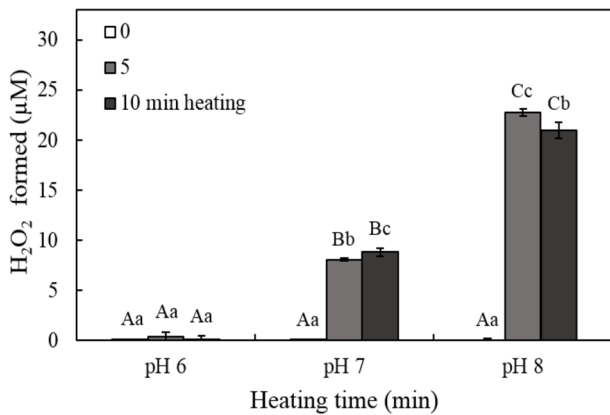 H₂O₂ formed (µM)
30
25
20
15
10
5
0
0
5
10 min heating
Aa Aa Aa
Aa Bb Bc
Aa Cc Cb
pH 6 pH 7 pH 8
Heating time (min)